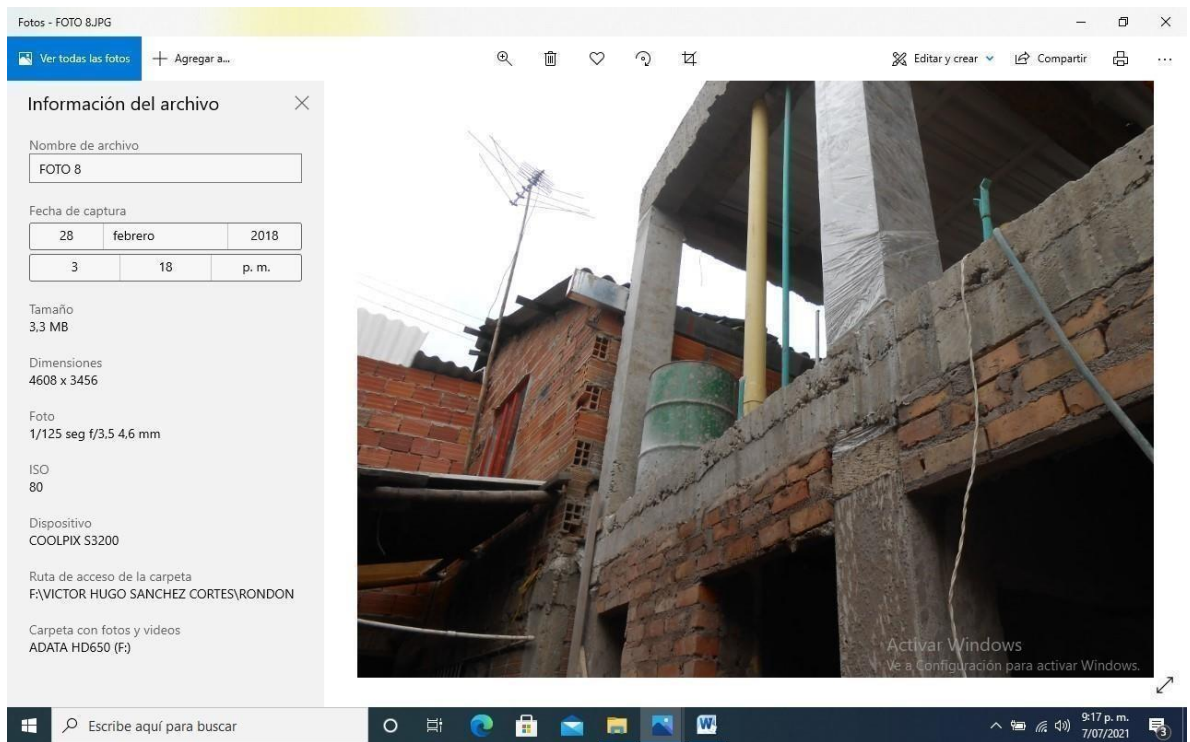 Fotos - FOTO 8.JPG
Ver todas las fotos
Agregar a...
Editar y crear
Compartir
Información del archivo
Nombre de archivo
FOTO 8
Fecha de captura
28 febrero 2018
3 18 p. m.
Tamaño
3,3 MB
Dimensiones
4608 x 3456
Foto
1/125 seg f/3.5 4,6 mm
ISO
80
Dispositivo
COOLPIX S3200
Ruta de acceso de la carpeta
F:\VICTOR HUGO SANCHEZ CORTES\RONDON
Carpeta con fotos y videos
ADATA HD650 (F:)
Activar Windows
Ve a Configuración para activar Windows.
Escribe aquí para buscar
W
9:17 p. m.
7/07/2021
3